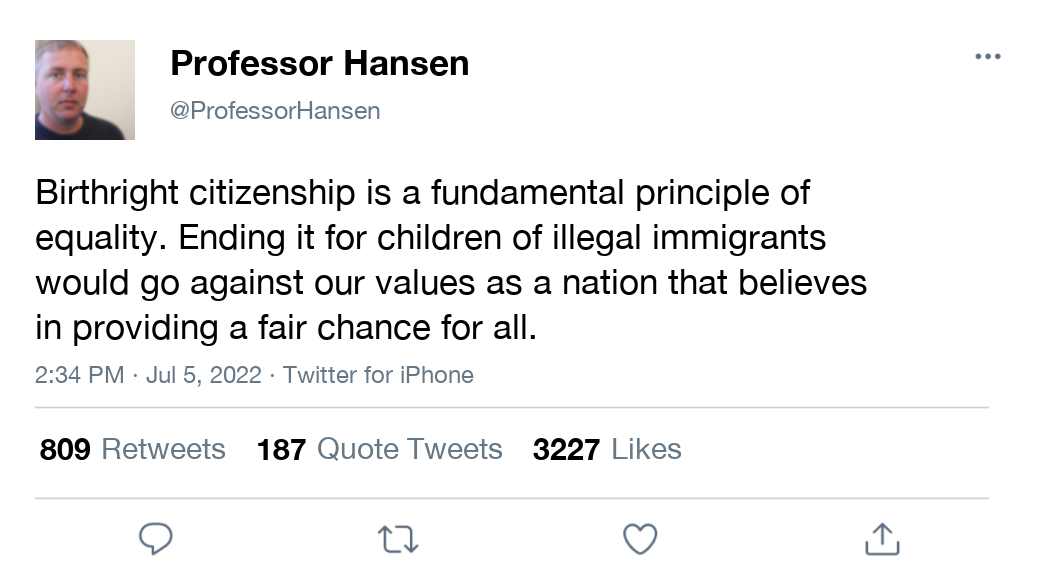 Professor Hansen
@ProfessorHansen
Birthright citizenship is a fundamental principle of
equality. Ending it for children of illegal immigrants
would go against our values as a nation that believes
in providing a fair chance for all.
2:34 PM · Jul 5, 2022 · Twitter for iPhone
809 Retweets 187 Quote Tweets 3227 Likes